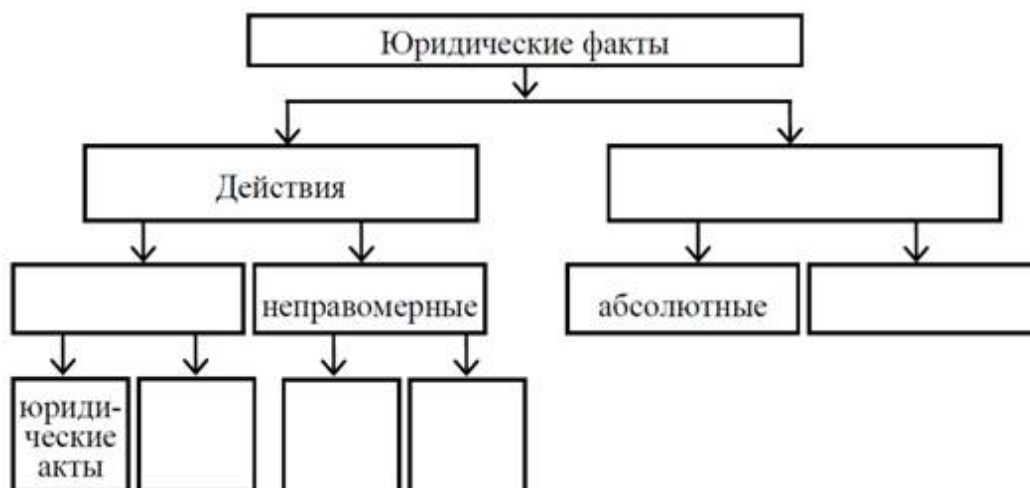 Юридические факты
Действия
неправомерные
абсолютные
юриди-
ческие
акты